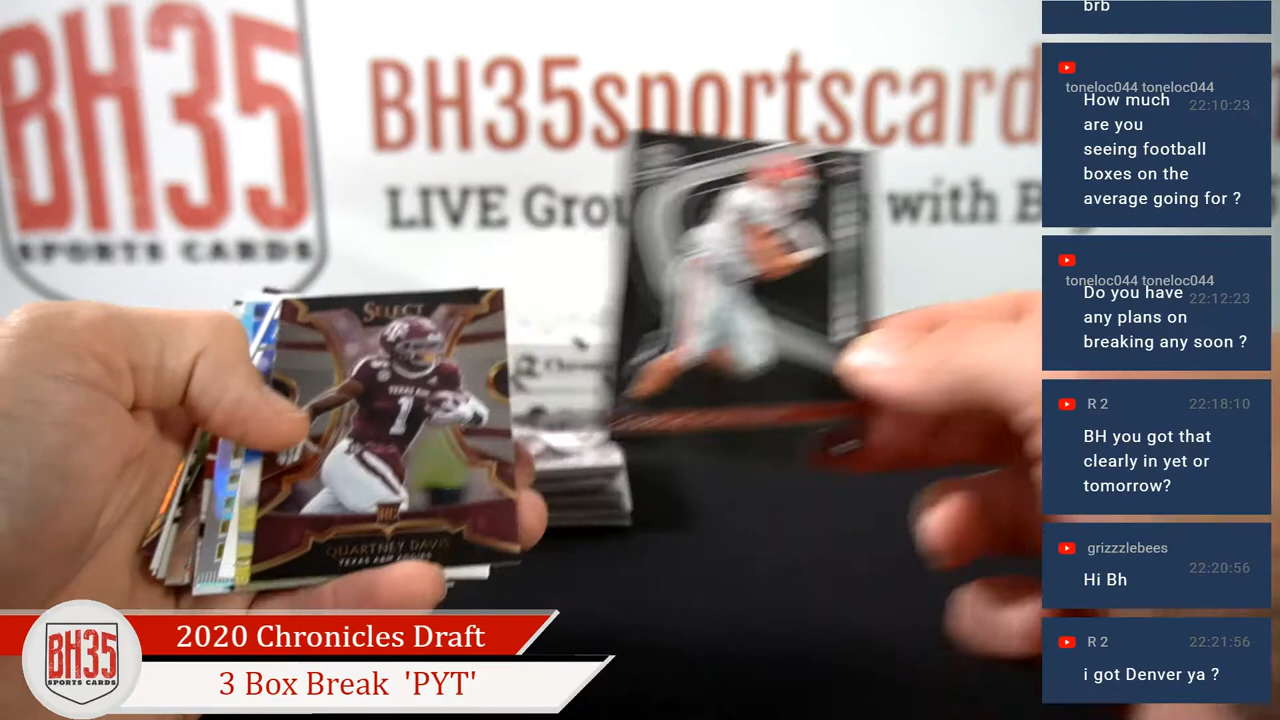 BH35
SPORTS CARDS
BH35sportscard
LIVE Grou with B
SELECT
TEXAS A&M
1
RC
QUARTNEY DAVIS
TEXAS A&M AGGIES
BH35
SPORTS CARDS
2020 Chronicles Draft
3 Box Break 'PYT'
brb
toneloc044 toneloc044
22:10:23
How much
are you
seeing football
boxes on the
average going for ?
toneloc044 toneloc044
22:12:23
Do you have
any plans on
breaking any soon ?
R 2 22:18:10
BH you got that
clearly in yet or
tomorrow?
grizzzlebees
22:20:56
Hi Bh
R 2 22:21:56
i got Denver ya ?